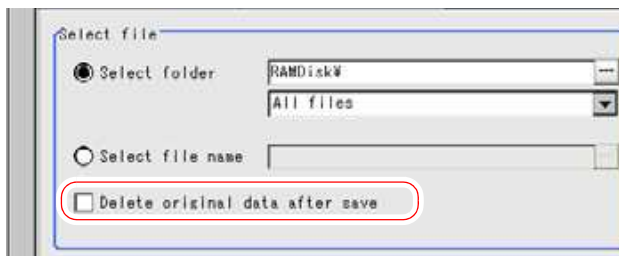 Select file
Select folder RAMDisk¥ ...
All files
Select file name ...
Delete original data after save